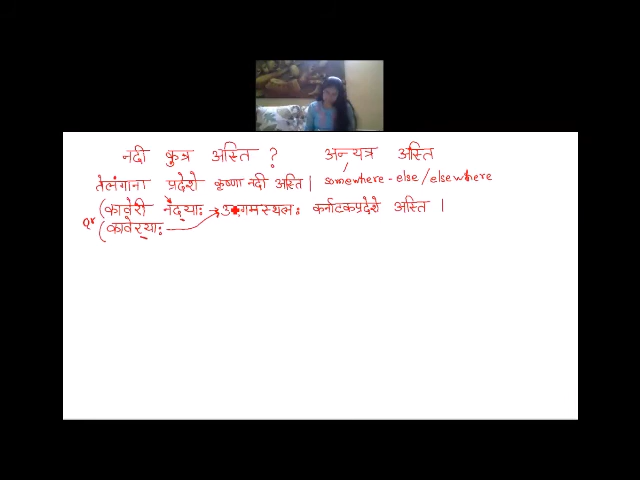 नदी कुत्र अस्ति ? अन्यत्र अस्ति
तेलंगाना प्रदेशे कृष्णा नदी अस्ति | somewhere-else/elsewhere
(कावेरी नद्याः उद्गमस्थलः कर्नाटकप्रदेशे अस्ति |
or (कावेर्याः